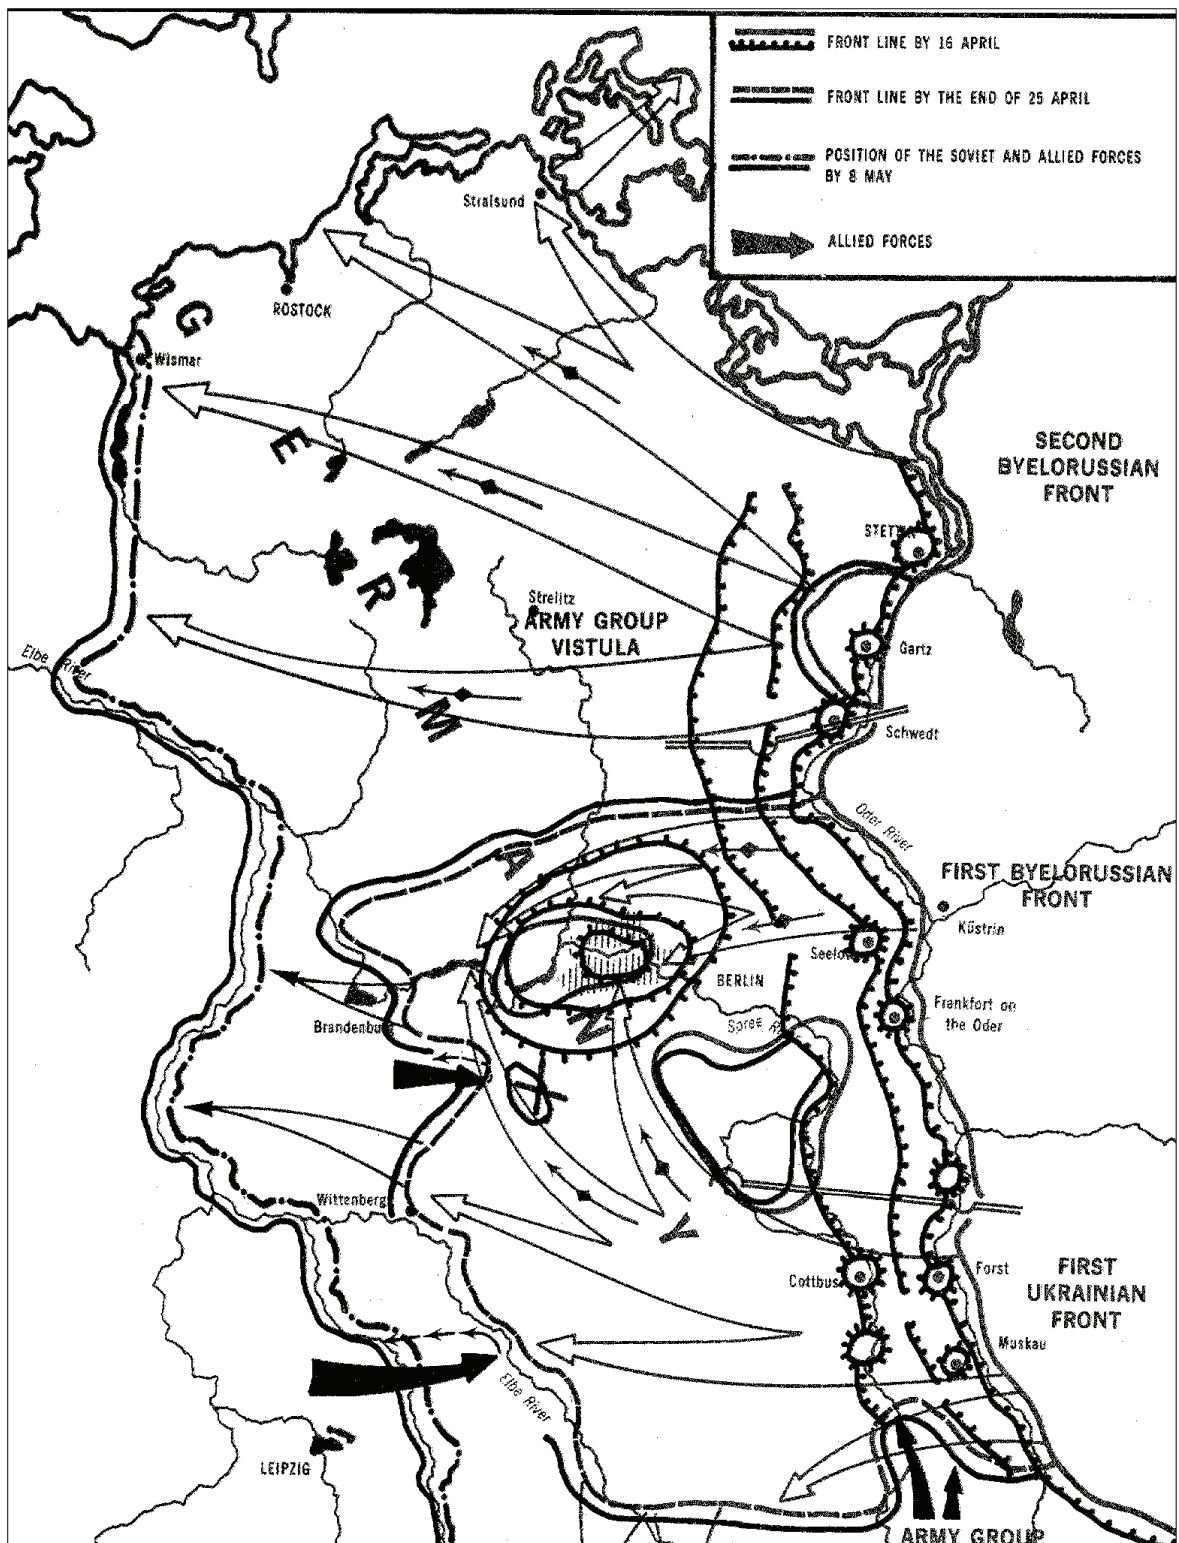 FRONT LINE BY 16 APRIL
FRONT LINE BY THE END OF 25 APRIL
POSITION OF THE SOVIET AND ALLIED FORCES
BY 8 MAY
ALLIED FORCES
Stralsund
ROSTOCK
Wismar
G
E
R
M
A
N
Y
SECOND
BYELORUSSIAN
FRONT
STETT
Strelitz
ARMY GROUP
VISTULA
Gartz
Elbe River
Schwedt
Oder River
FIRST BYELORUSSIAN
FRONT
Küstrin
Seelow
BERLIN
Frankfort on
the Oder
Spree R
Brandenburg
Wittenberg
Cottbus
Forst
FIRST
UKRAINIAN
FRONT
Muskau
Elbe River
LEIPZIG
ARMY GROUP